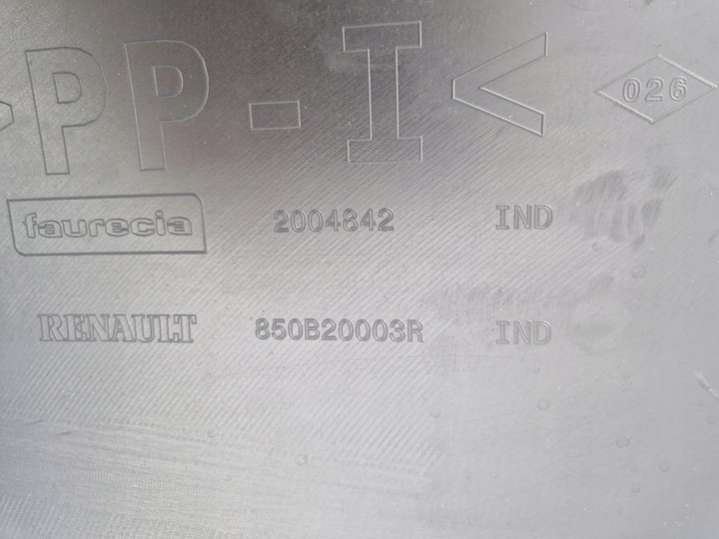 >PP-I< 026
faurecia 2004842 IND
RENAULT 850B20003R IND